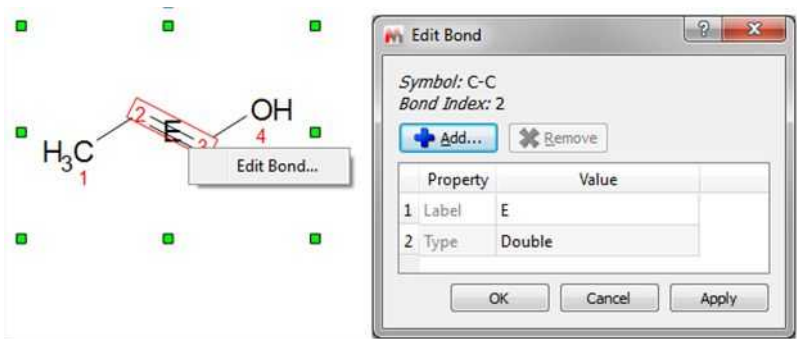 H3C
1
2
E
3
OH
4
Edit Bond...
Edit Bond
?
X
Symbol: C-C
Bond Index: 2
Add...
Remove
Property Value
1 Label E
2 Type Double
OK Cancel Apply